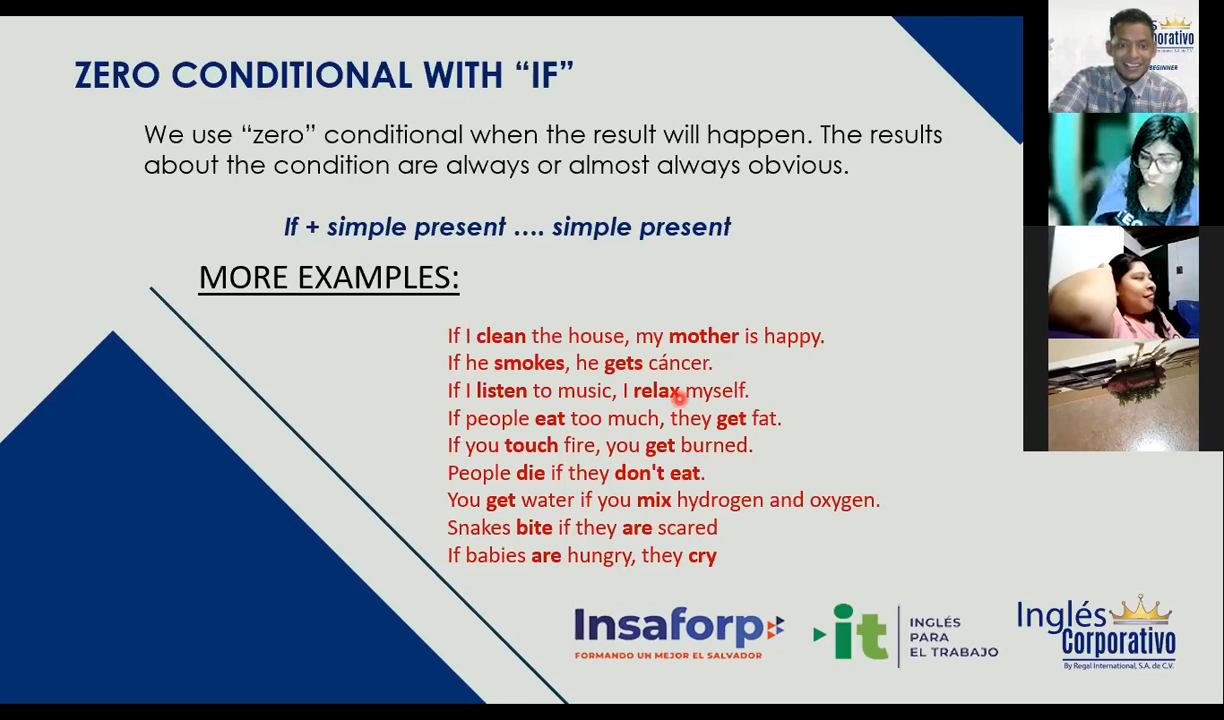 ZERO CONDITIONAL WITH “IF”
We use “zero” conditional when the result will happen. The results
about the condition are always or almost always obvious.
If + simple present .... simple present
MORE EXAMPLES:
If I clean the house, my mother is happy.
If he smokes, he gets cáncer.
If I listen to music, I relax myself.
If people eat too much, they get fat.
If you touch fire, you get burned.
People die if they don't eat.
You get water if you mix hydrogen and oxygen.
Snakes bite if they are scared
If babies are hungry, they cry
Insaforp
FORMANDO UN MEJOR EL SALVADOR
it
INGLÉS
PARA
EL TRABAJO
Inglés
Corporativo
By Regal International, S.A. de C.V.
BEGINNER